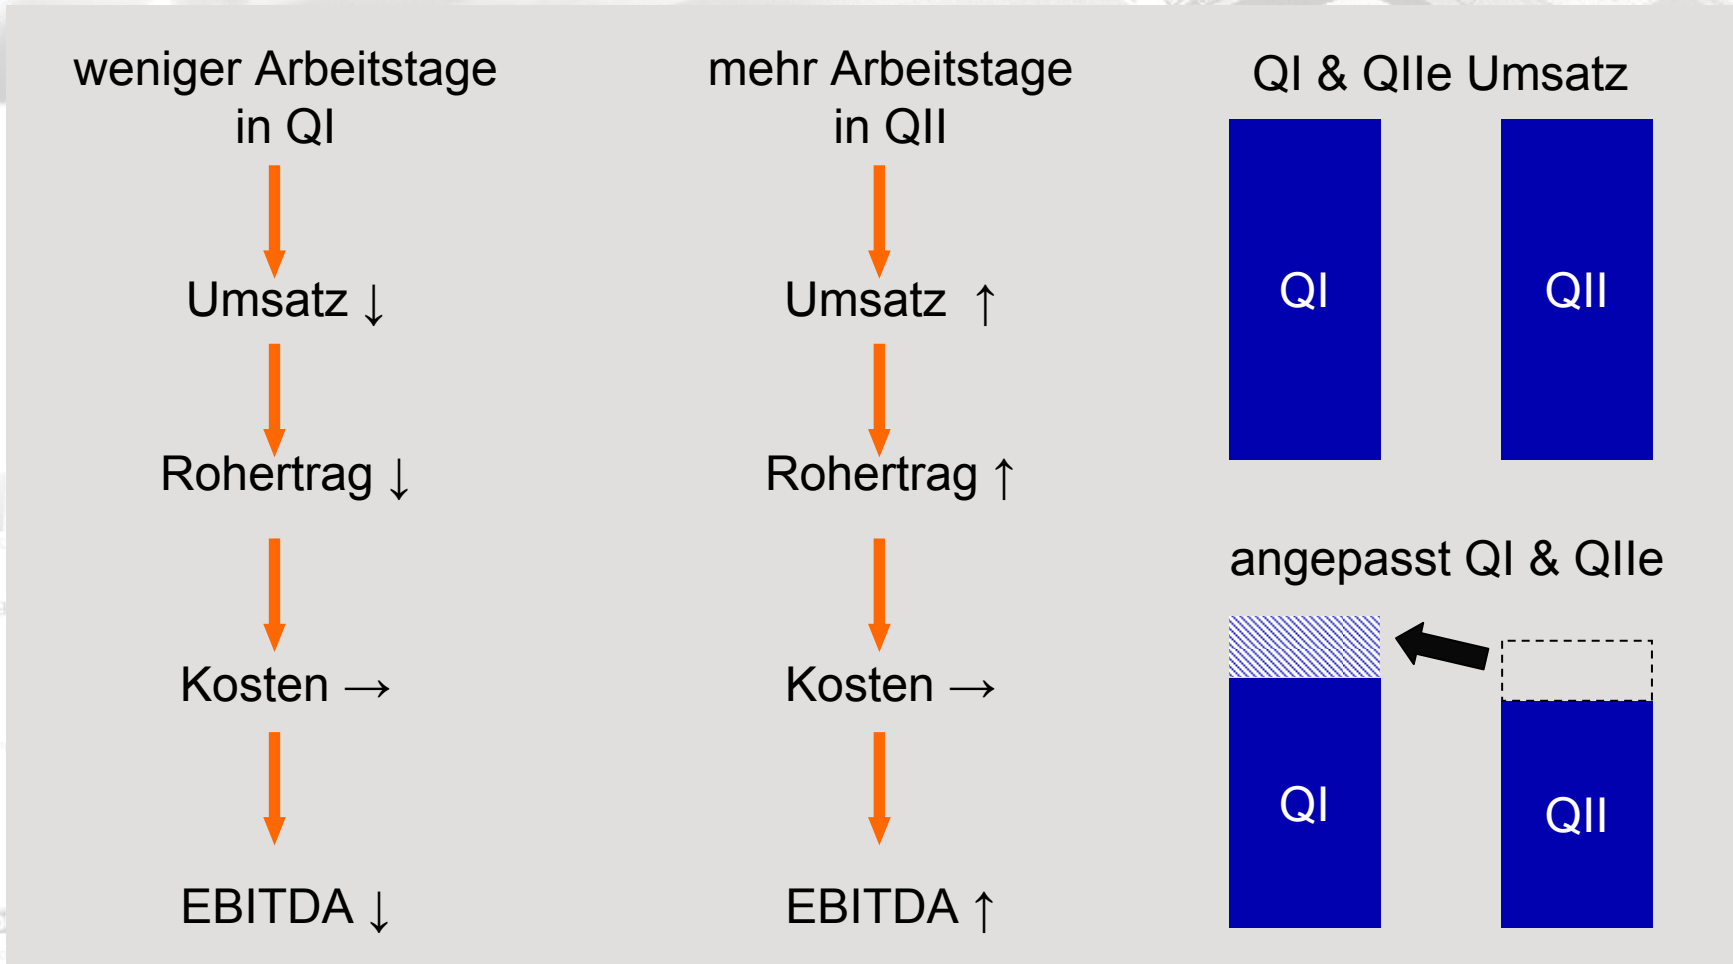 weniger Arbeitstage
in QI
Umsatz ↓
Rohertrag ↓
Kosten →
EBITDA ↓
mehr Arbeitstage
in QII
Umsatz ↑
Rohertrag ↑
Kosten →
EBITDA ↑
QI & QIIe Umsatz
QI
QII
angepasst QI & QIIe
QI
QII